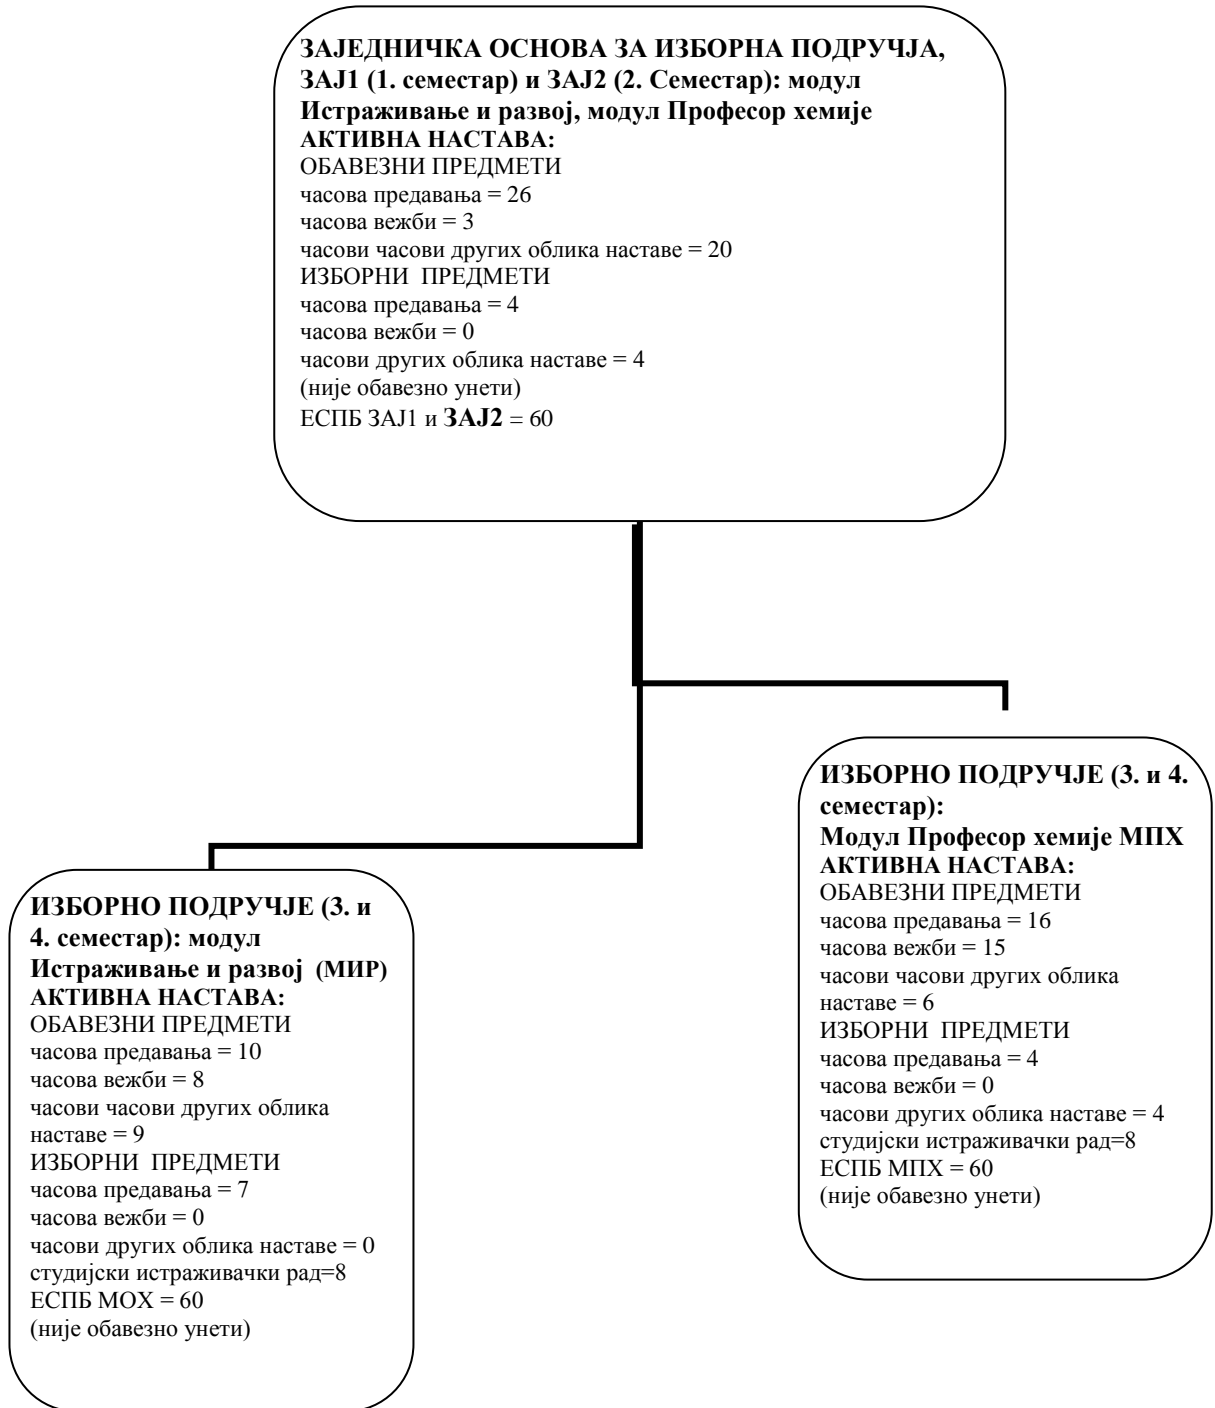 ЗАЈЕДНИЧКА ОСНОВА ЗА ИЗБОРНА ПОДРУЧЈА,
ЗАЈ1 (1. семестар) и ЗАЈ2 (2. Семестар): модул
Истраживање и развој, модул Професор хемије
АКТИВНА НАСТАВА:
ОБАВЕЗНИ ПРЕДМЕТИ
часова предавања = 26
часова вежби = 3
часови часови других облика наставе = 20
ИЗБОРНИ  ПРЕДМЕТИ
часова предавања = 4
часова вежби = 0
часови других облика наставе = 4
(није обавезно унети)
ЕСПБ ЗАЈ1 и ЗАЈ2 = 60
ИЗБОРНО ПОДРУЧЈЕ (3. и
4. семестар): модул
Истраживање и развој  (МИР)
АКТИВНА НАСТАВА:
ОБАВЕЗНИ ПРЕДМЕТИ
часова предавања = 10
часова вежби = 8
часови часови других облика
наставе = 9
ИЗБОРНИ  ПРЕДМЕТИ
часова предавања = 7
часова вежби = 0
часови других облика наставе = 0
студијски истраживачки рад=8
ЕСПБ МОХ = 60
(није обавезно унети)
ИЗБОРНО ПОДРУЧЈЕ (3. и 4.
семестар):
Модул Професор хемије МПХ
АКТИВНА НАСТАВА:
ОБАВЕЗНИ ПРЕДМЕТИ
часова предавања = 16
часова вежби = 15
часови часови других облика
наставе = 6
ИЗБОРНИ  ПРЕДМЕТИ
часова предавања = 4
часова вежби = 0
часови других облика наставе = 4
студијски истраживачки рад=8
ЕСПБ МПХ = 60
(није обавезно унети)